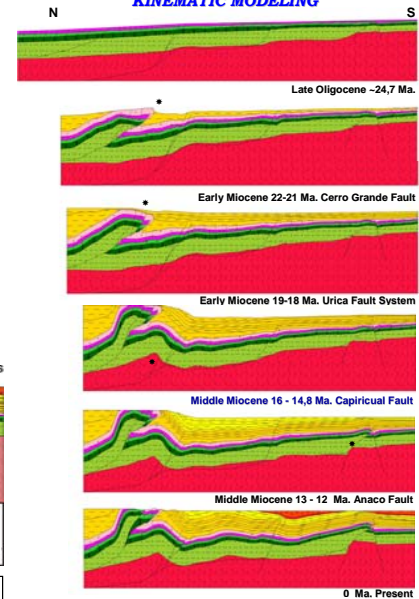 KINEMATIC MODELING
N S
Late Oligocene ~24,7 Ma.
Early Miocene 22-21 Ma. Cerro Grande Fault
Early Miocene 19-18 Ma. Urica Fault System
Middle Miocene 16 - 14,8 Ma. Capiricual Fault
Middle Miocene 13 - 12 Ma. Anaco Fault
0 Ma. Present